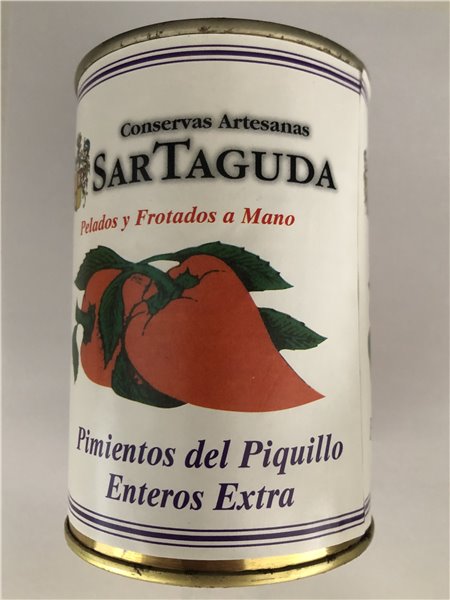 Conservas Artesanas
SARTAGUDA
Pelados y Frotados a Mano
Pimientos del Piquillo
Enteros Extra